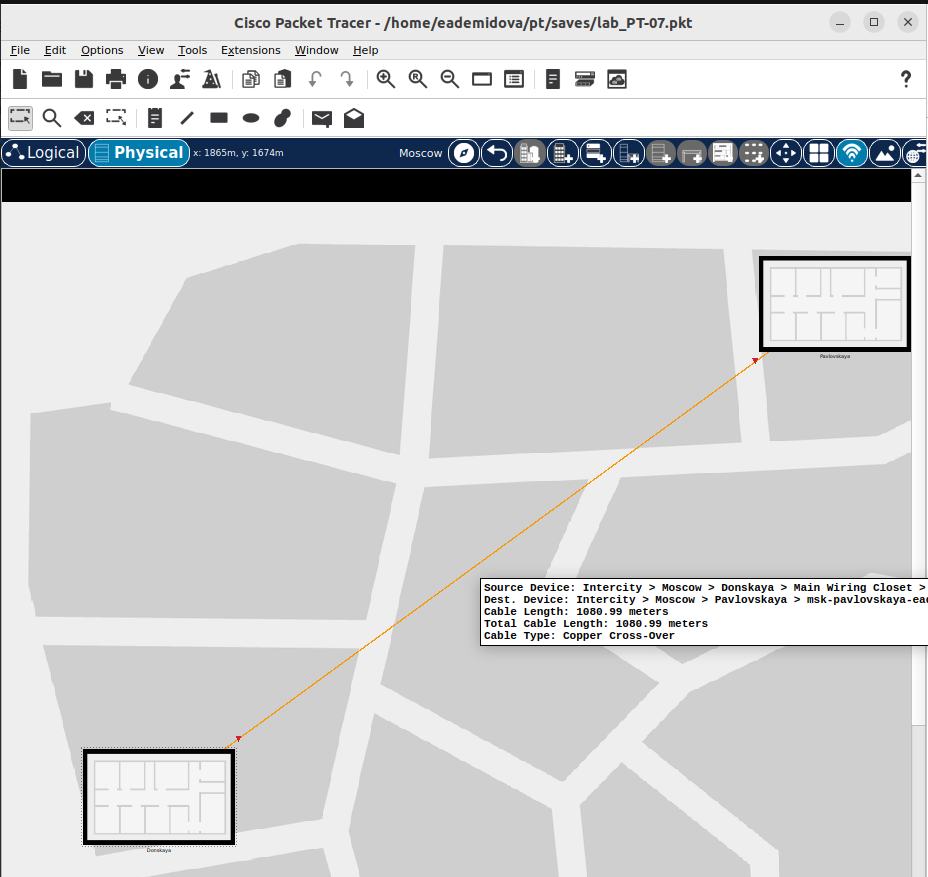 Cisco Packet Tracer - /home/eademidova/pt/saves/lab_PT-07.pkt
File Edit Options View Tools Extensions Window Help
Logical Physical x: 1865m, y: 1674m Moscow
Pavlovskaya
Source Device: Intercity > Moscow > Donskaya > Main Wiring Closet >
Dest. Device: Intercity > Moscow > Pavlovskaya > msk-pavlovskaya-ead
Cable Length: 1080.99 meters
Total Cable Length: 1080.99 meters
Cable Type: Copper Cross-Over
Donskaya